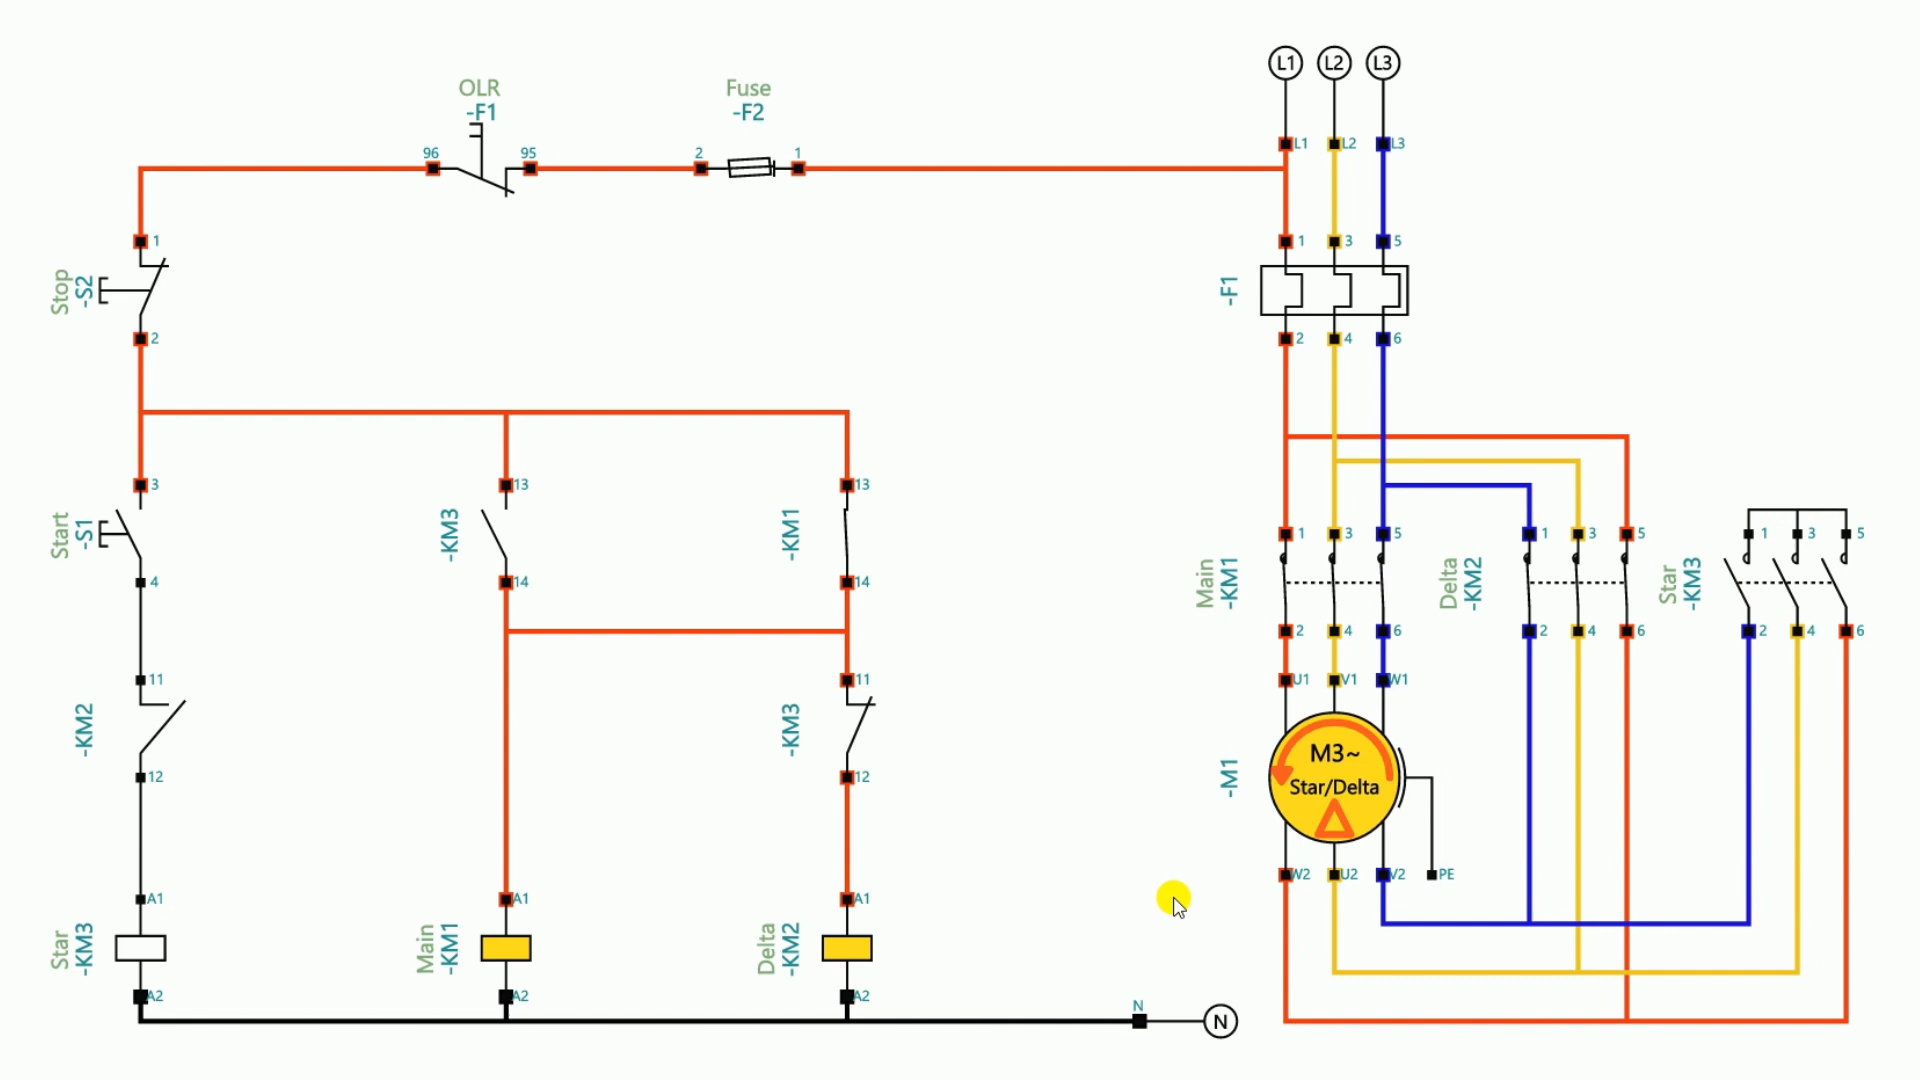 L1 L2 L3
OLR
-F1
Fuse
-F2
L1 L2 L3
96 95 2 1
1 1 3 5
Stop
-S2
-F1
2 2 4 6
3 13 13
Start
-S1
-KM3
-KM1
1 3 5 1 3 5 1 3 5
Main
-KM1
Delta
-KM2
Star
-KM3
4 14 14
2 4 6 2 4 6 2 4 6
11 11 U1 V1 W1
-KM2
-KM3
-M1
M3~
Star/Delta
12 12
W2 U2 V2 PE
A1 A1 A1
Star
-KM3
Main
-KM1
Delta
-KM2
A2 A2 A2 N
N